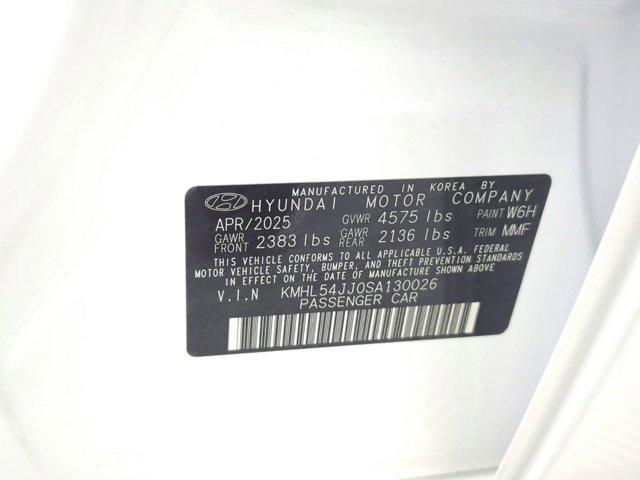 MANUFACTURED IN KOREA BY
HYUNDAI MOTOR COMPANY
APR/2025 GVWR 4575 lbs PAINT W6H
GAWR FRONT 2383 lbs GAWR REAR 2136 lbs TRIM MMF
THIS VEHICLE CONFORMS TO ALL APPLICABLE U.S.A. FEDERAL
MOTOR VEHICLE SAFETY, BUMPER, AND THEFT PREVENTION STANDARDS
IN EFFECT ON THE DATE OF MANUFACTURE SHOWN ABOVE.
V.I.N KMHL54JJ0SA130026
PASSENGER CAR